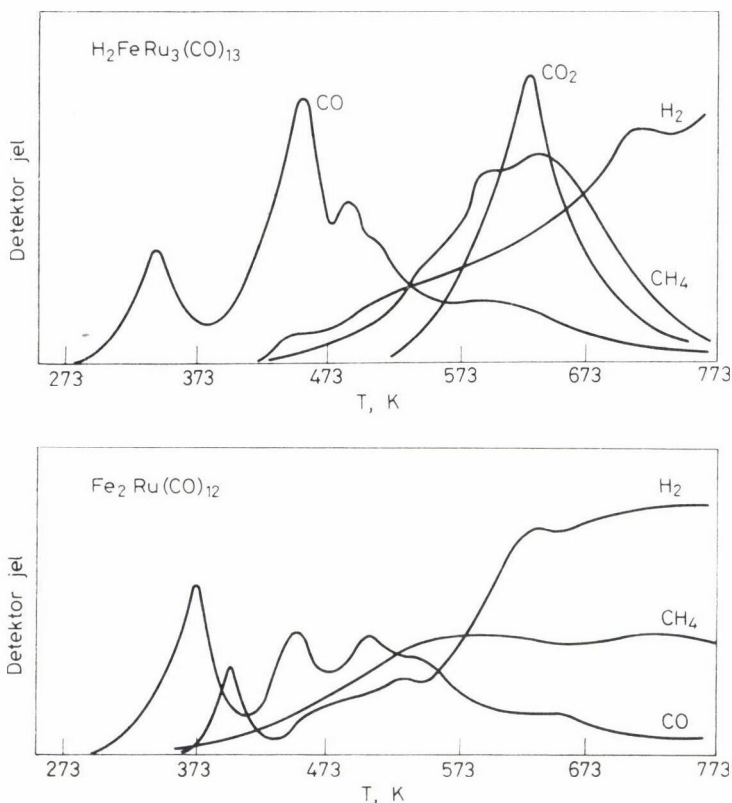 H₂FeRu₃(CO)₁₃
CO
CO₂
H₂
CH₄
Detektor jel
273 373 473 573 673 773
T, K
Fe₂Ru(CO)₁₂
H₂
CH₄
CO
Detektor jel
273 373 473 573 673 773
T, K